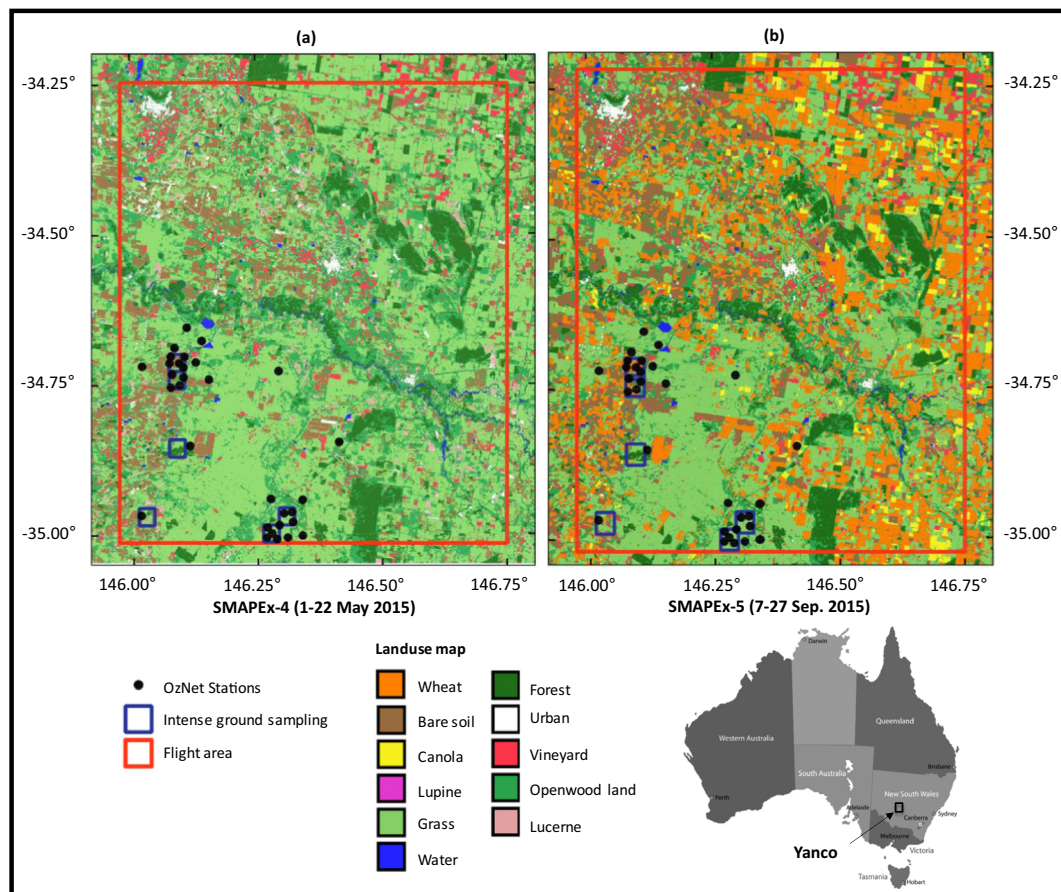 (a)
(b)
-34.25°
-34.50°
-34.75°
-35.00°
-34.25°
-34.50°
-34.75°
-35.00°
146.00° 146.25° 146.50° 146.75°
146.00° 146.25° 146.50° 146.75°
SMAPEx-4 (1-22 May 2015)
SMAPEx-5 (7-27 Sep. 2015)
OzNet Stations
Intense ground sampling
Flight area
Landuse map
Wheat
Bare soil
Canola
Lupine
Grass
Water
Forest
Urban
Vineyard
Openwood land
Lucerne
Darwin
Queensland
Western Australia
South Australia
Brisbane
New South Wales
Perth
Adelaide
Sydney
Canberra
Melbourne
Victoria
Yanco
Tasmania
Hobart